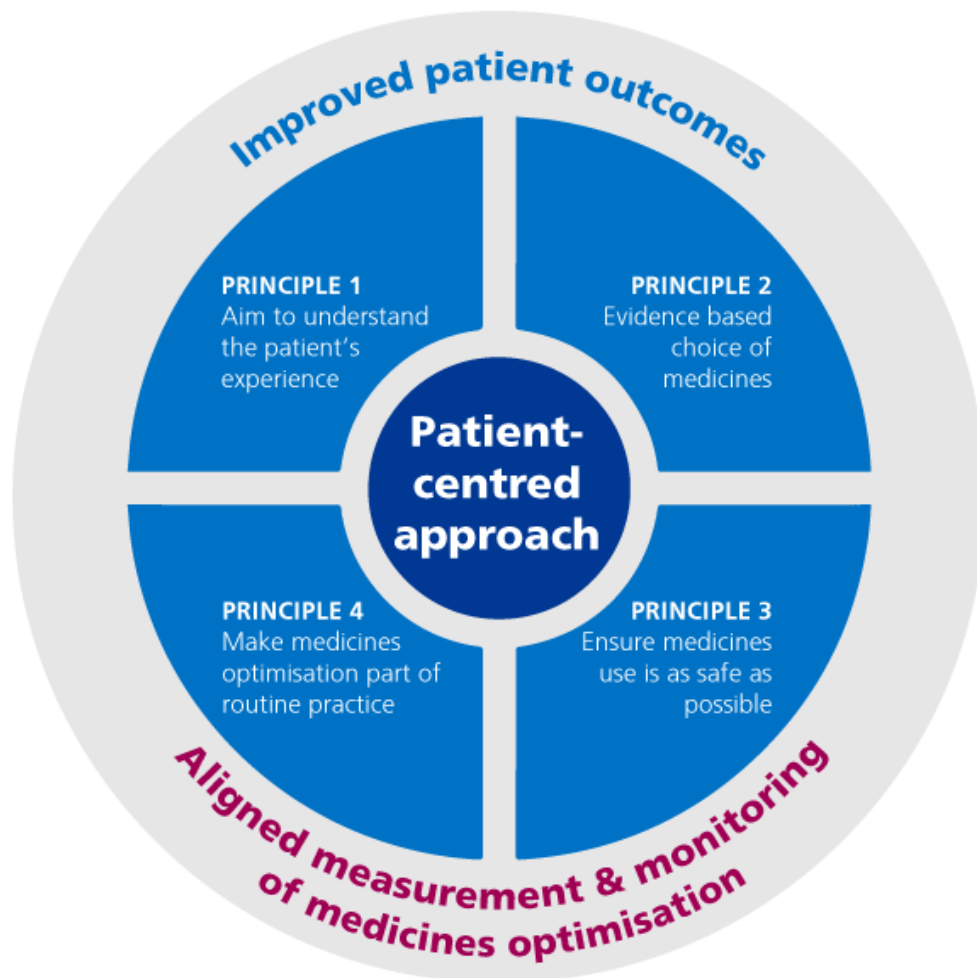 Improved patient outcomes
PRINCIPLE 1
Aim to understand
the patient's
experience
PRINCIPLE 2
Evidence based
choice of
medicines
Patient-
centred
approach
PRINCIPLE 4
Make medicines
optimisation part of
routine practice
PRINCIPLE 3
Ensure medicines
use is as safe as
possible
Aligned measurement & monitoring
of medicines optimisation